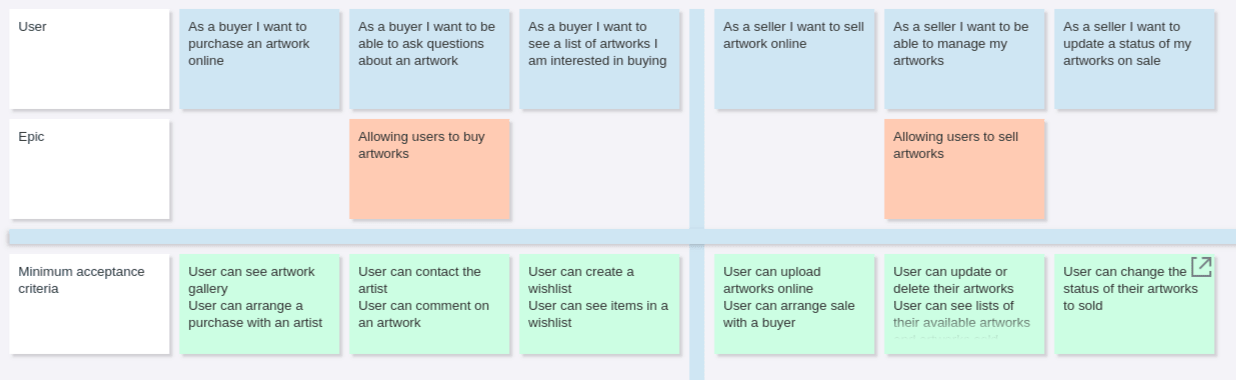 User
As a buyer I want to
purchase an artwork
online
As a buyer I want to be
able to ask questions
about an artwork
As a buyer I want to
see a list of artworks I
am interested in buying
As a seller I want to sell
artwork online
As a seller I want to be
able to manage my
artworks
As a seller I want to
update a status of my
artworks on sale
Epic
Allowing users to buy
artworks
Allowing users to sell
artworks
Minimum acceptance
criteria
User can see artwork
gallery
User can arrange a
purchase with an artist
User can contact the
artist
User can comment on
an artwork
User can create a
wishlist
User can see items in a
wishlist
User can upload
artworks online
User can arrange sale
with a buyer
User can update or
delete their artworks
User can see lists of
their available artworks
User can change the
status of their artworks
to sold